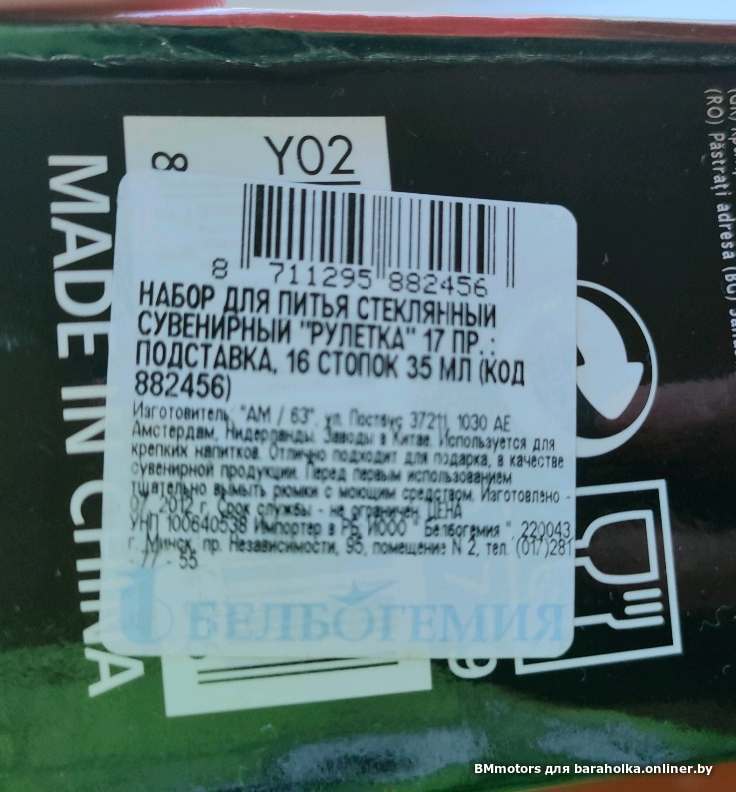 Y02
8
8 711295 882456
НАБОР ДЛЯ ПИТЬЯ СТЕКЛЯННЫЙ
СУВЕНИРНЫЙ "РУЛЕТКА" 17 ПР.:
ПОДСТАВКА, 16 СТОПОК 35 МЛ (КОД
882456)
Изготовитель: "AM / 63", ул. Постбус 37211, 1030 AE
Амстердам, Нидерланды. Заводы в Китае. Используется для
крепких напитков. Отлично подходит для подарка, в качестве
сувенирной продукции. Перед первым использованием
тщательно вымыть рюмки с моющим средством. Изготовлено -
07. 2012 г. Срок службы - не ограничен. ЦЕНА
УНП 100640538 Импортер в РБ, ИООО " Белбогемия ", 220043
г. Минск, пр. Независимости, 95, помещение N 2, тел. (017)281
- 77 - 55
БЕЛБОГЕМИЯ
MADE IN CHINA
(RO) Păstrați adresa (BG)
BMmotors для baraholka.onliner.by